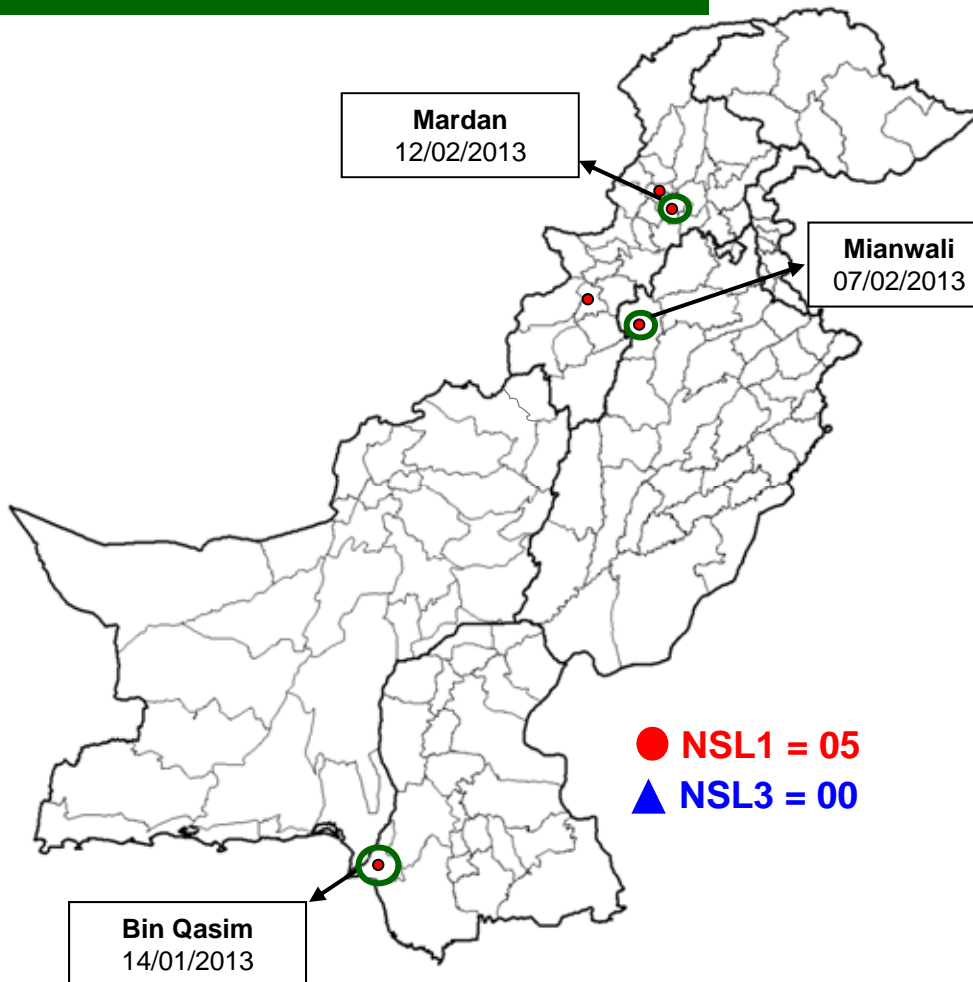 Mardan
12/02/2013
Mianwali
07/02/2013
NSL1 = 05
NSL3 = 00
Bin Qasim
14/01/2013